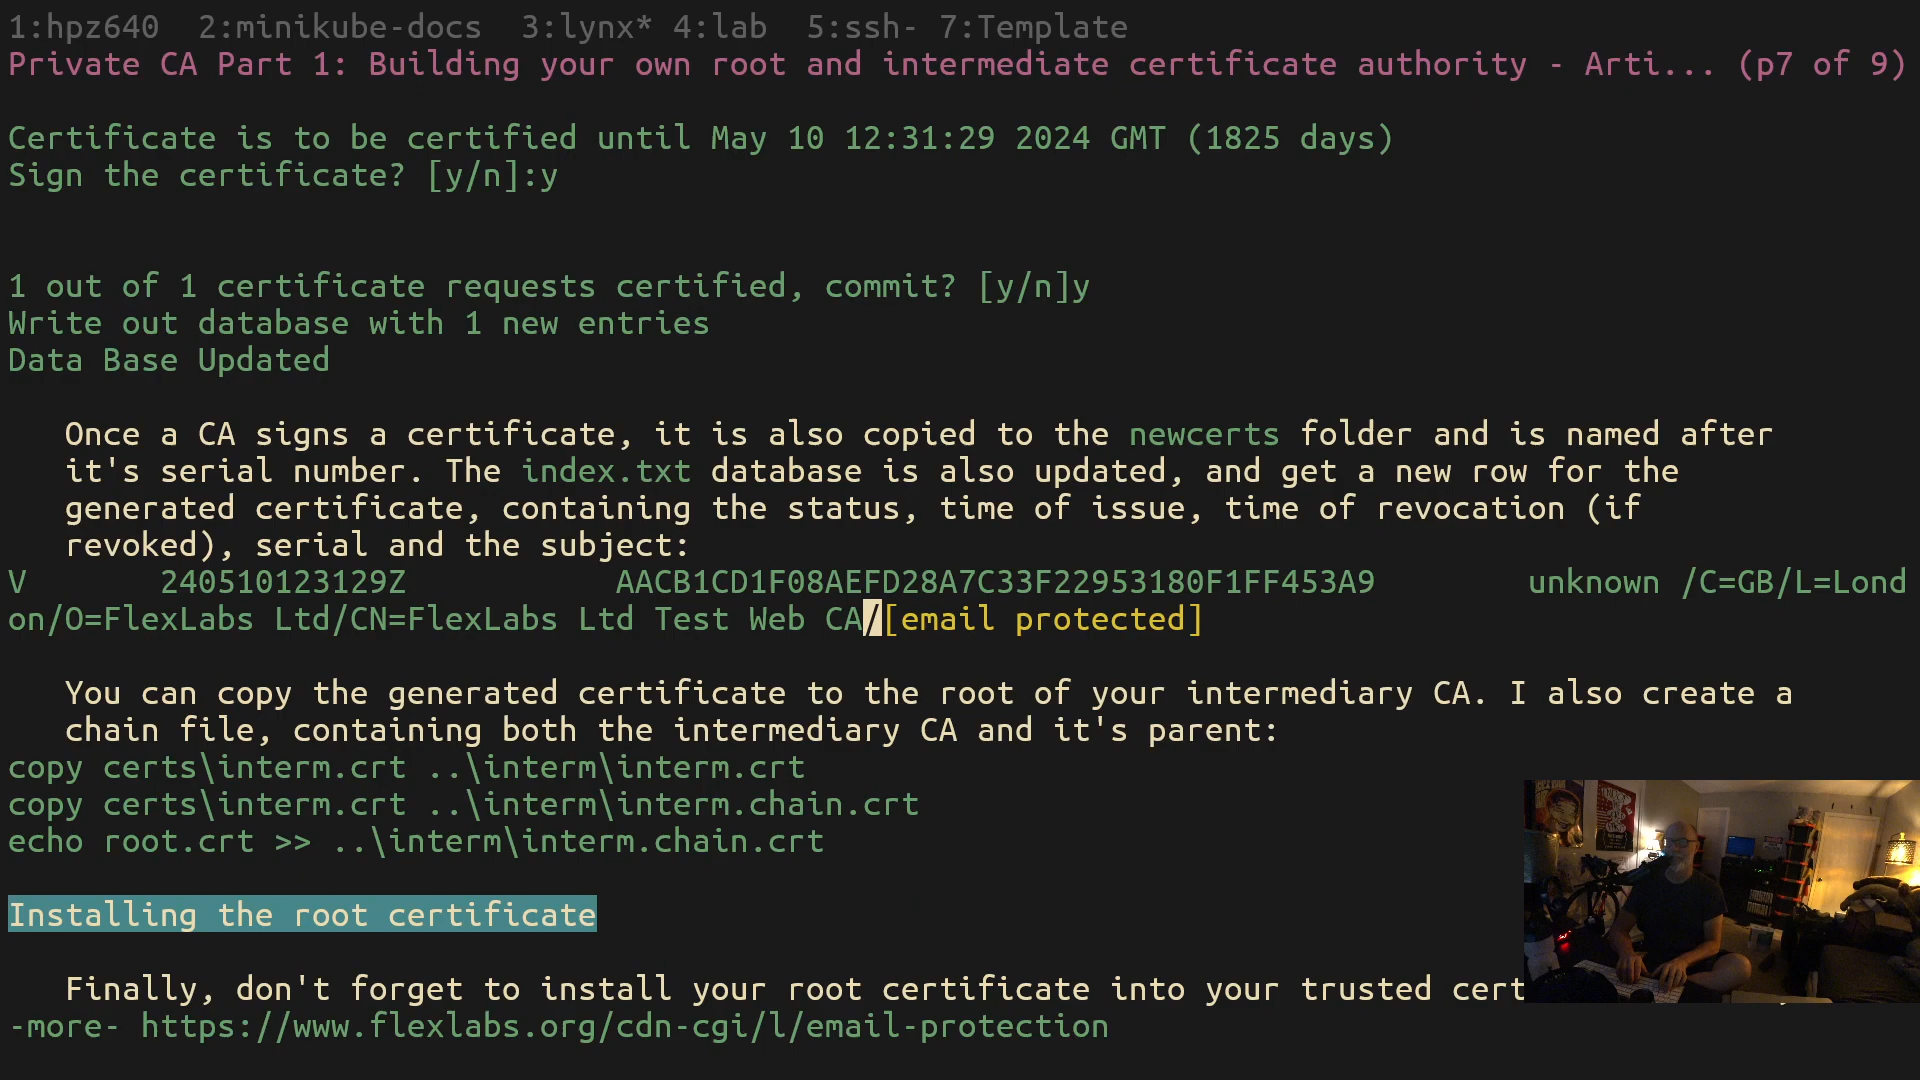 1:hpz640  2:minikube-docs  3:lynx* 4:lab  5:ssh- 7:Template
Private CA Part 1: Building your own root and intermediate certificate authority - Arti... (p7 of 9)
Certificate is to be certified until May 10 12:31:29 2024 GMT (1825 days)
Sign the certificate? [y/n]:y
1 out of 1 certificate requests certified, commit? [y/n]y
Write out database with 1 new entries
Data Base Updated
Once a CA signs a certificate, it is also copied to the newcerts folder and is named after
it's serial number. The index.txt database is also updated, and get a new row for the
generated certificate, containing the status, time of issue, time of revocation (if
revoked), serial and the subject:
V       240510123129Z           AACB1CD1F08AEFD28A7C33F22953180F1FF453A9        unknown /C=GB/L=Lond
on/O=FlexLabs Ltd/CN=FlexLabs Ltd Test Web CA/[email protected]
You can copy the generated certificate to the root of your intermediary CA. I also create a
chain file, containing both the intermediary CA and it's parent:
copy certs\interm.crt ..\interm\interm.crt
copy certs\interm.crt ..\interm\interm.chain.crt
echo root.crt >> ..\interm\interm.chain.crt
Installing the root certificate
Finally, don't forget to install your root certificate into your trusted cert
-more- https://www.flexlabs.org/cdn-cgi/l/email-protection